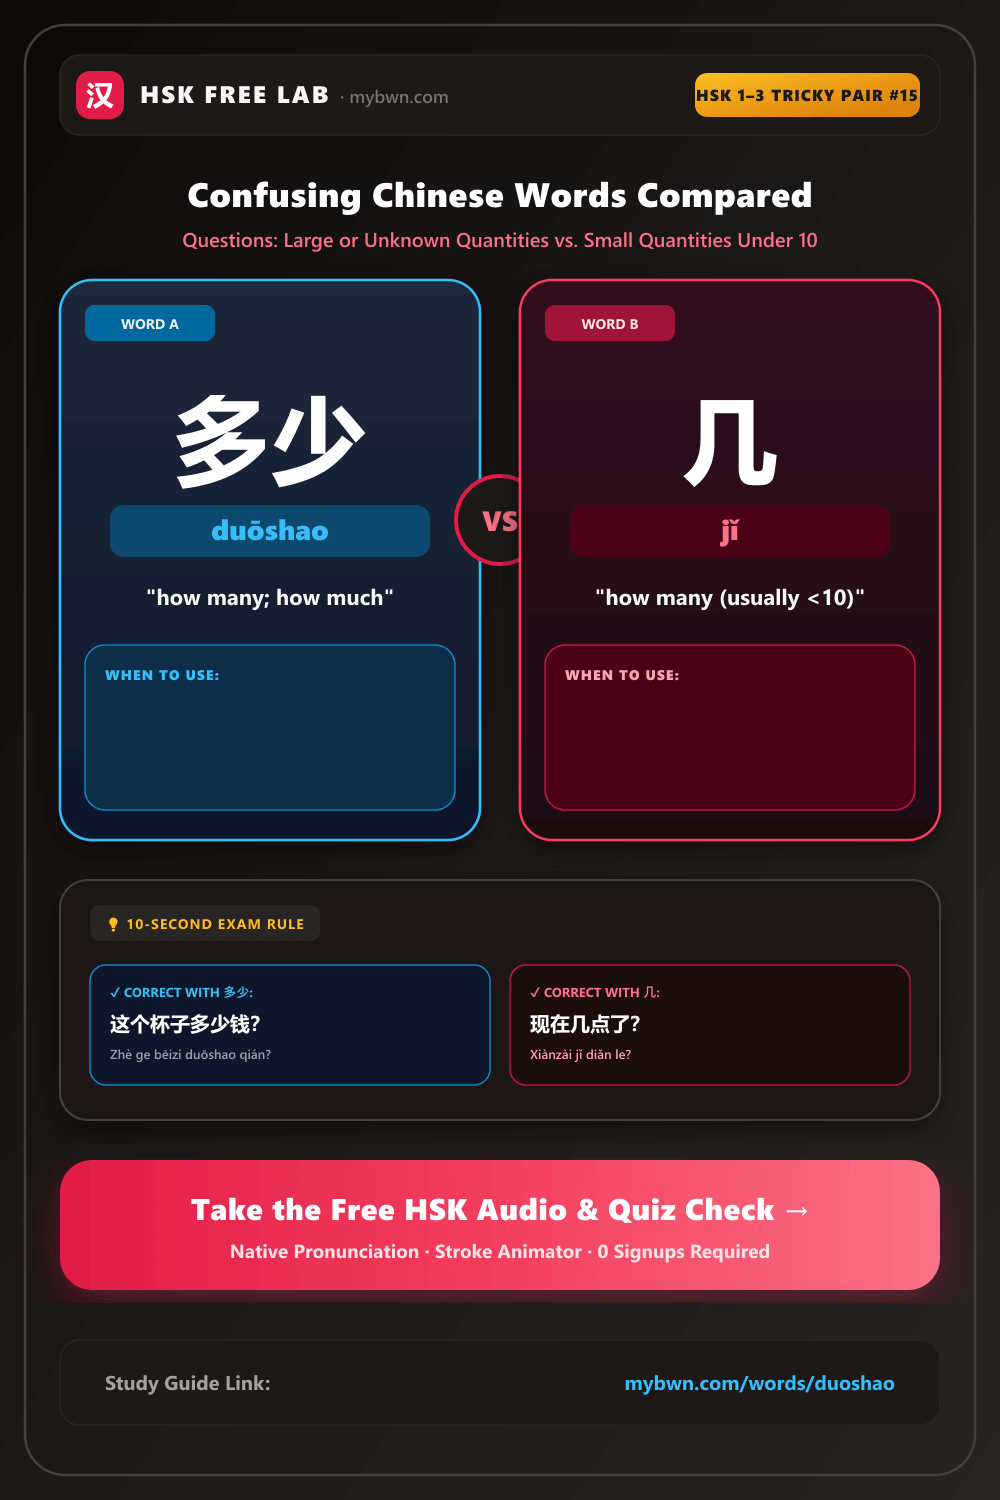 汉 HSK FREE LAB · mybwn.com
HSK 1–3 TRICKY PAIR #15
Confusing Chinese Words Compared
Questions: Large or Unknown Quantities vs. Small Quantities Under 10
WORD A
多少
duōshao
"how many; how much"
WHEN TO USE:
VS
WORD B
几
jǐ
"how many (usually <10)"
WHEN TO USE:
10-SECOND EXAM RULE
✓ CORRECT WITH 多少:
这个杯子多少钱?
Zhè ge bēizi duōshao qián?
✓ CORRECT WITH 几:
现在几点了?
Xiànzài jǐ diǎn le?
Take the Free HSK Audio & Quiz Check →
Native Pronunciation · Stroke Animator · 0 Signups Required
Study Guide Link:
mybwn.com/words/duoshao